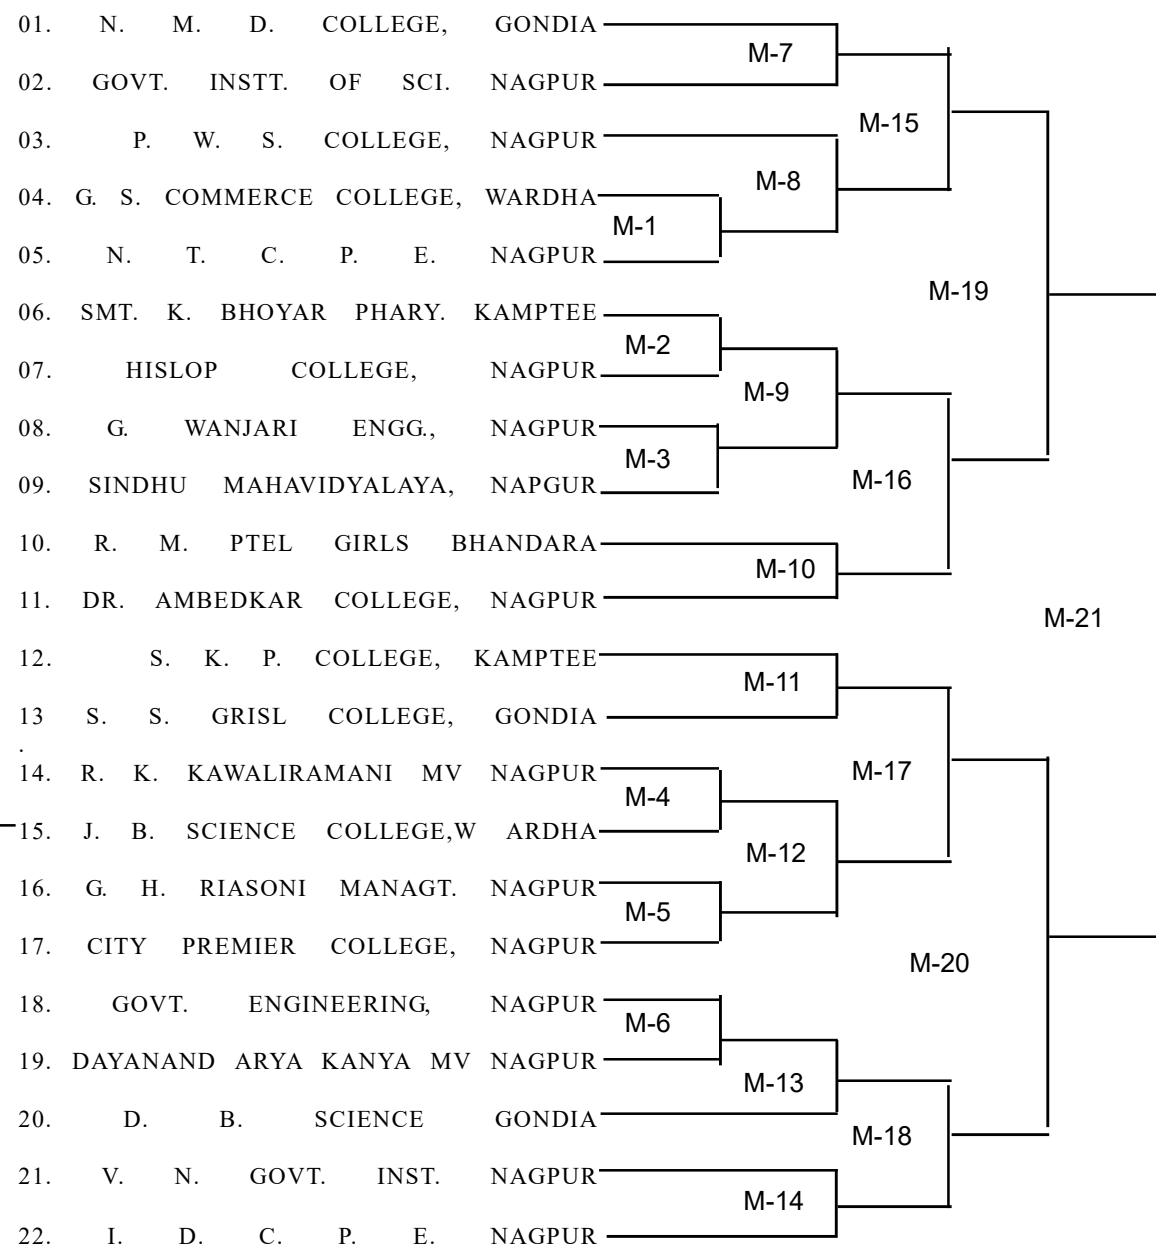 01. N. M. D. COLLEGE, GONDIA
M-7
02. GOVT. INSTT. OF SCI. NAGPUR
M-15
03. P. W. S. COLLEGE, NAGPUR
M-8
04. G. S. COMMERCE COLLEGE, WARDHA
M-1
05. N. T. C. P. E. NAGPUR
M-19
06. SMT. K. BHOYAR PHARY. KAMPTEE
M-2
07. HISLOP COLLEGE, NAGPUR
M-9
08. G. WANJARI ENGG., NAGPUR
M-3
09. SINDHU MAHAVIDYALAYA, NAPGUR
M-16
10. R. M. PTEL GIRLS BHANDARA
M-10
11. DR. AMBEDKAR COLLEGE, NAGPUR
M-21
12. S. K. P. COLLEGE, KAMPTEE
M-11
13 S. S. GRISL COLLEGE, GONDIA
.
14. R. K. KAWALIRAMANI MV NAGPUR
M-17
M-4
15. J. B. SCIENCE COLLEGE,W ARDHA
M-12
16. G. H. RIASONI MANAGT. NAGPUR
M-5
17. CITY PREMIER COLLEGE, NAGPUR
M-20
18. GOVT. ENGINEERING, NAGPUR
M-6
19. DAYANAND ARYA KANYA MV NAGPUR
M-13
20. D. B. SCIENCE GONDIA
M-18
21. V. N. GOVT. INST. NAGPUR
M-14
22. I. D. C. P. E. NAGPUR